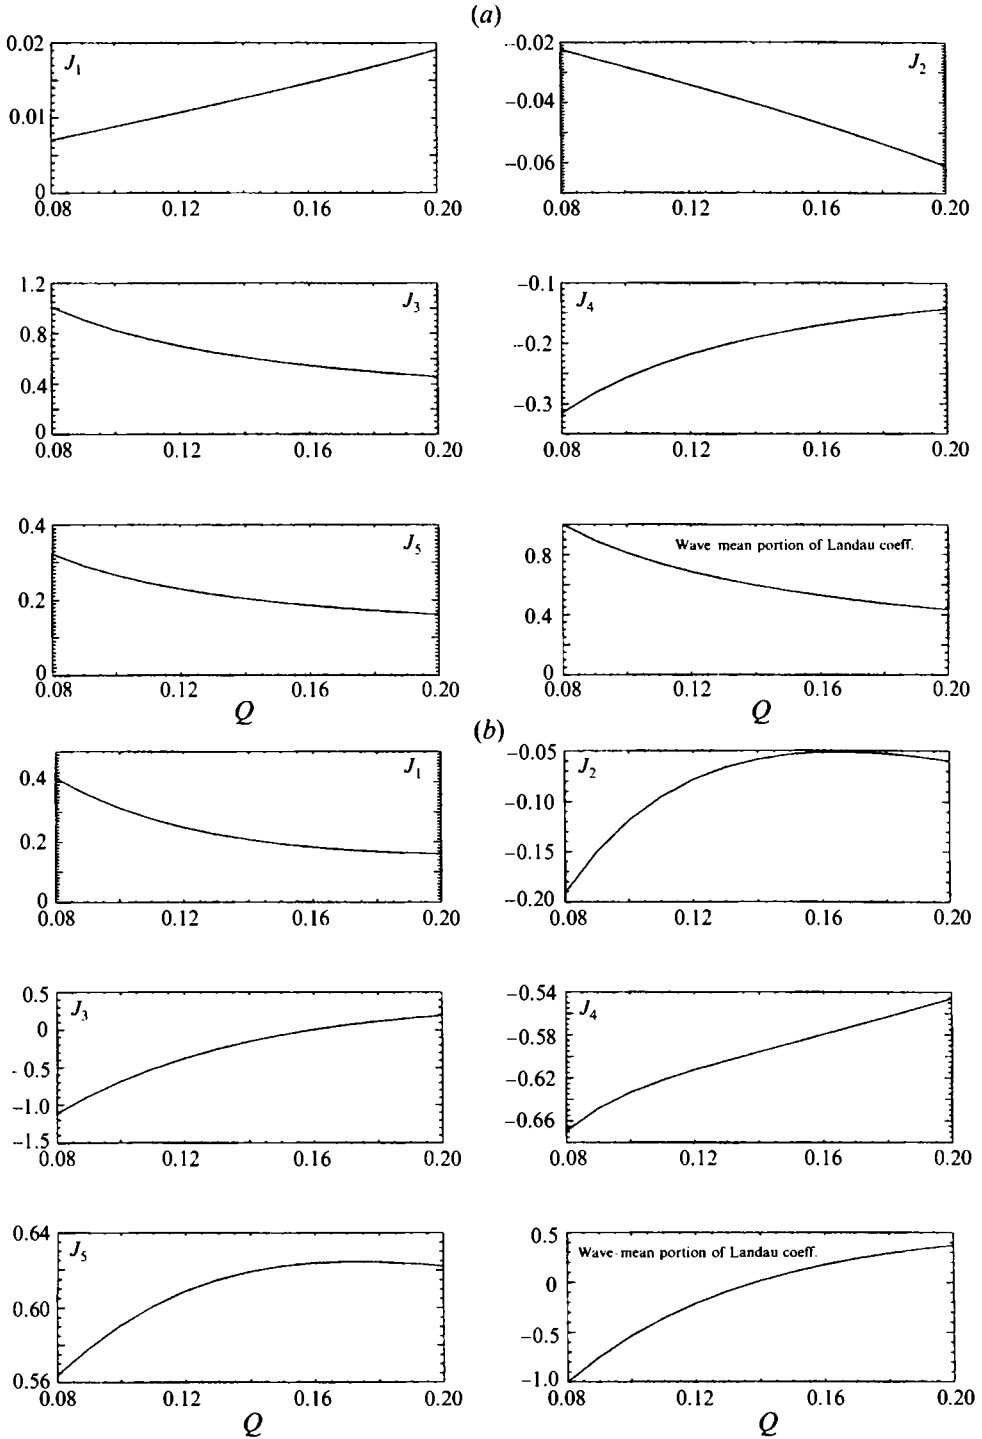 (a)
0.02
J1
0.01
0
0.08 0.12 0.16 0.20
-0.02
J2
-0.04
-0.06
0.08 0.12 0.16 0.20
1.2
J3
0.8
0.4
0
0.08 0.12 0.16 0.20
-0.1
J4
-0.2
-0.3
0.08 0.12 0.16 0.20
0.4
J5
0.2
0
0.08 0.12 0.16 0.20
Q
Wave mean portion of Landau coeff.
0.8
0.4
0
0.08 0.12 0.16 0.20
Q
(b)
J1
0.4
0.2
0
0.08 0.12 0.16 0.20
-0.05
J2
-0.10
-0.15
-0.20
0.08 0.12 0.16 0.20
0.5
J3
0
-0.5
-1.0
-1.5
0.08 0.12 0.16 0.20
-0.54
J4
-0.58
-0.62
-0.66
0.08 0.12 0.16 0.20
0.64
J5
0.60
0.56
0.08 0.12 0.16 0.20
Q
0.5
Wave-mean portion of Landau coeff.
0
-0.5
-1.0
0.08 0.12 0.16 0.20
Q